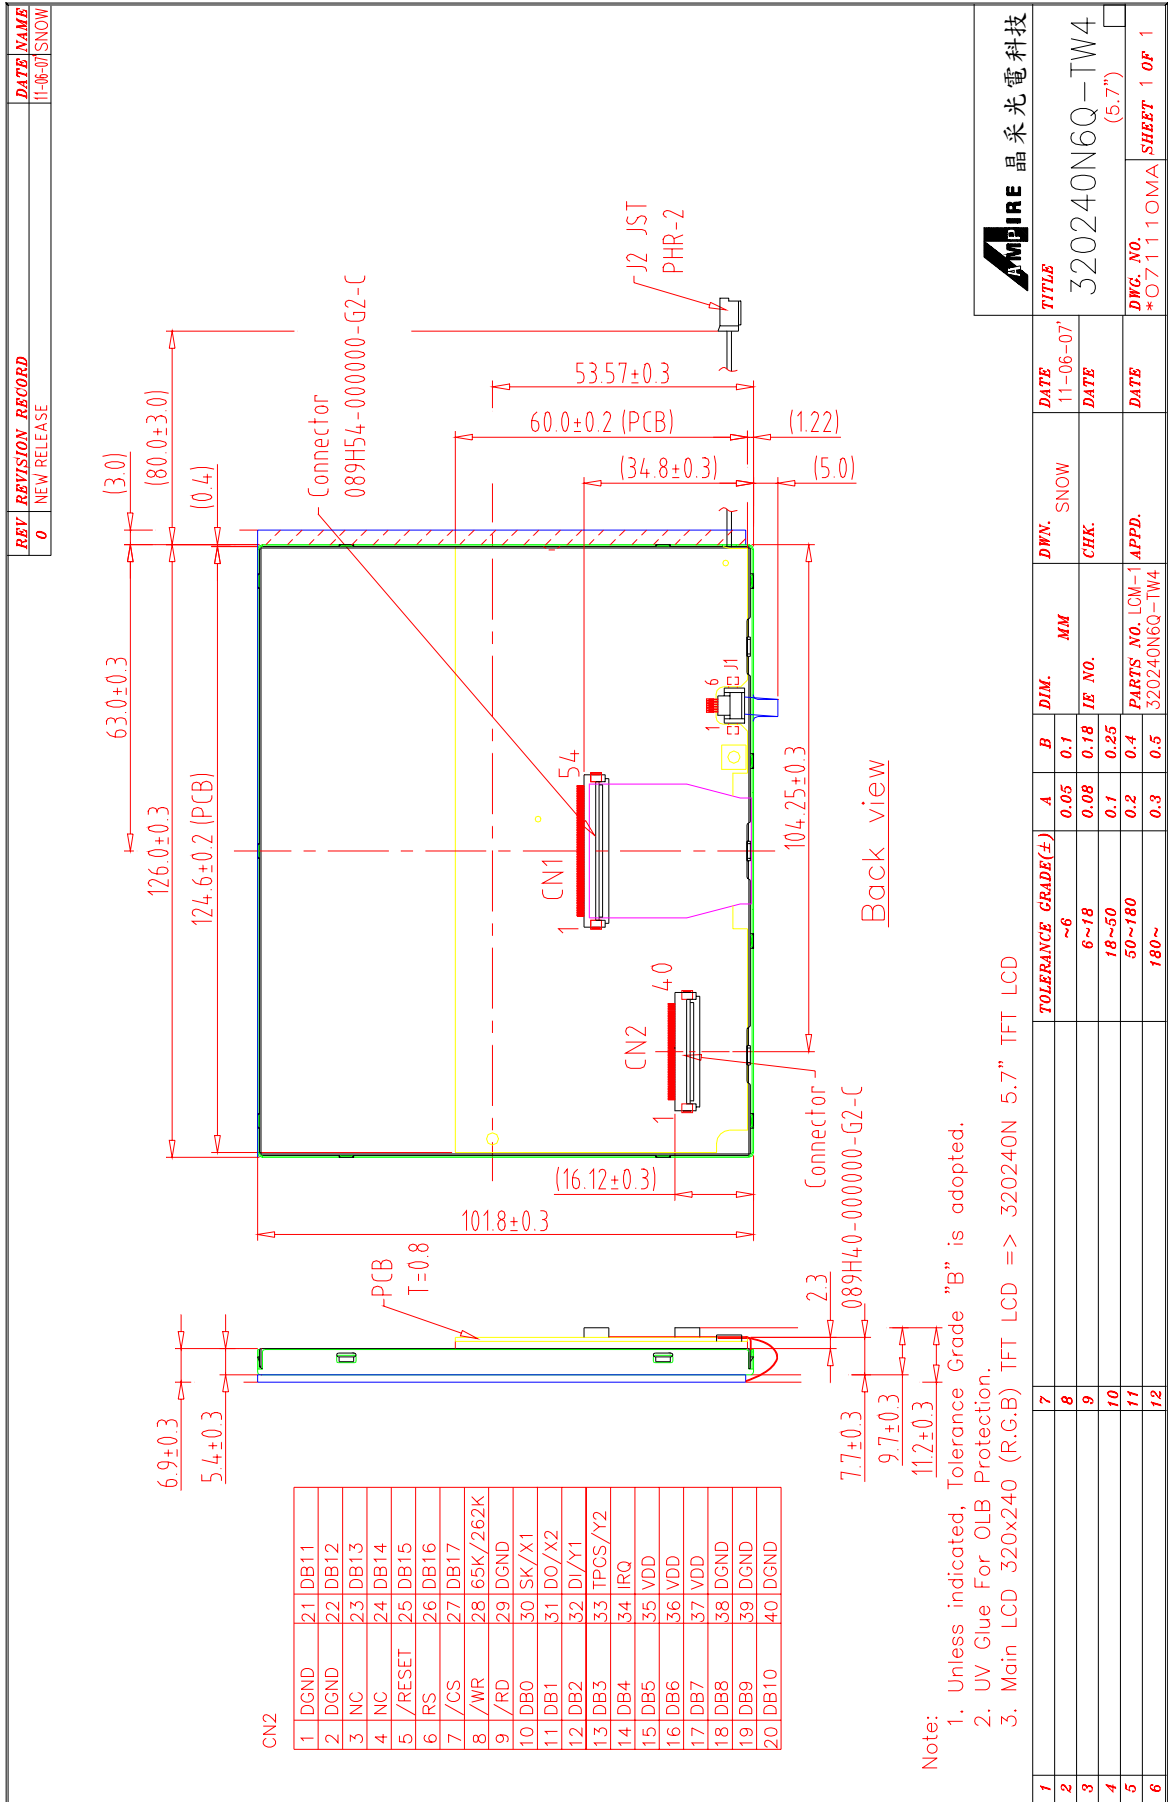 REV REVISION RECORD DATE NAME
0 NEW RELEASE 11-06-07' SNOW
6.9±0.3
5.4±0.3
PCB
T=0.8
2.3
7.7±0.3
9.7±0.3
11.2±0.3
(3.0)
(80.0±3.0)
(0.4)
63.0±0.3
126.0±0.3
124.6±0.2 (PCB)
101.8±0.3
(16.12±0.3)
Connector
089H54-000000-G2-C
J2 JST
PHR-2
53.57±0.3
60.0±0.2 (PCB)
(1.22)
(34.8±0.3)
(5.0)
CN1
1
54
CN2
1
40
1
6
J1
104.25±0.3
Connector
089H40-000000-G2-C
Back view
CN2
1 DGND 21 DB11
2 DGND 22 DB12
3 NC 23 DB13
4 NC 24 DB14
5 /RESET 25 DB15
6 RS 26 DB16
7 /CS 27 DB17
8 /WR 28 65K/262K
9 /RD 29 DGND
10 DB0 30 SK/X1
11 DB1 31 DO/X2
12 DB2 32 DI/Y1
13 DB3 33 TPCS/Y2
14 DB4 34 IRQ
15 DB5 35 VDD
16 DB6 36 VDD
17 DB7 37 VDD
18 DB8 38 DGND
19 DB9 39 DGND
20 DB10 40 DGND
Note:
1. Unless indicated, Tolerance Grade "B" is adopted.
2. UV Glue For OLB Protection.
3. Main LCD 320x240 (R.G.B) TFT LCD => 320240N 5.7" TFT LCD
1 7
2 8
3 9
4 10
5 11
6 12
TOLERANCE GRADE(±) A B
~6 0.05 0.1
6~18 0.08 0.18
18~50 0.1 0.25
50~180 0.2 0.4
180~ 0.3 0.5
DIM. MM
IE NO.
PARTS NO. LCM-1
320240N6Q-TW4
DWN. SNOW
DATE 11-06-07'
CHK. DATE
APPD. DATE
AMPIRE 晶采光電科技
TITLE
320240N6Q-TW4
(5.7")
DWG. NO.
*O71110MA
SHEET 1 OF 1